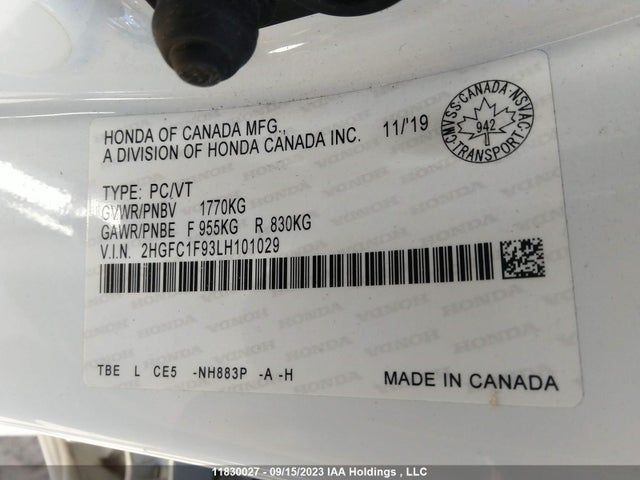 HONDA OF CANADA MFG.,
A DIVISION OF HONDA CANADA INC. 11/'19
CMVSS·CANADA·NSVAC
942
TRANSPORT
TYPE: PC/VT
GVWR/PNBV 1770KG
GAWR/PNBE F 955KG R 830KG
V.I.N. 2HGFC1F93LH101029
TBE L CE5 -NH883P -A -H
MADE IN CANADA
11830027 - 09/15/2023 IAA Holdings , LLC